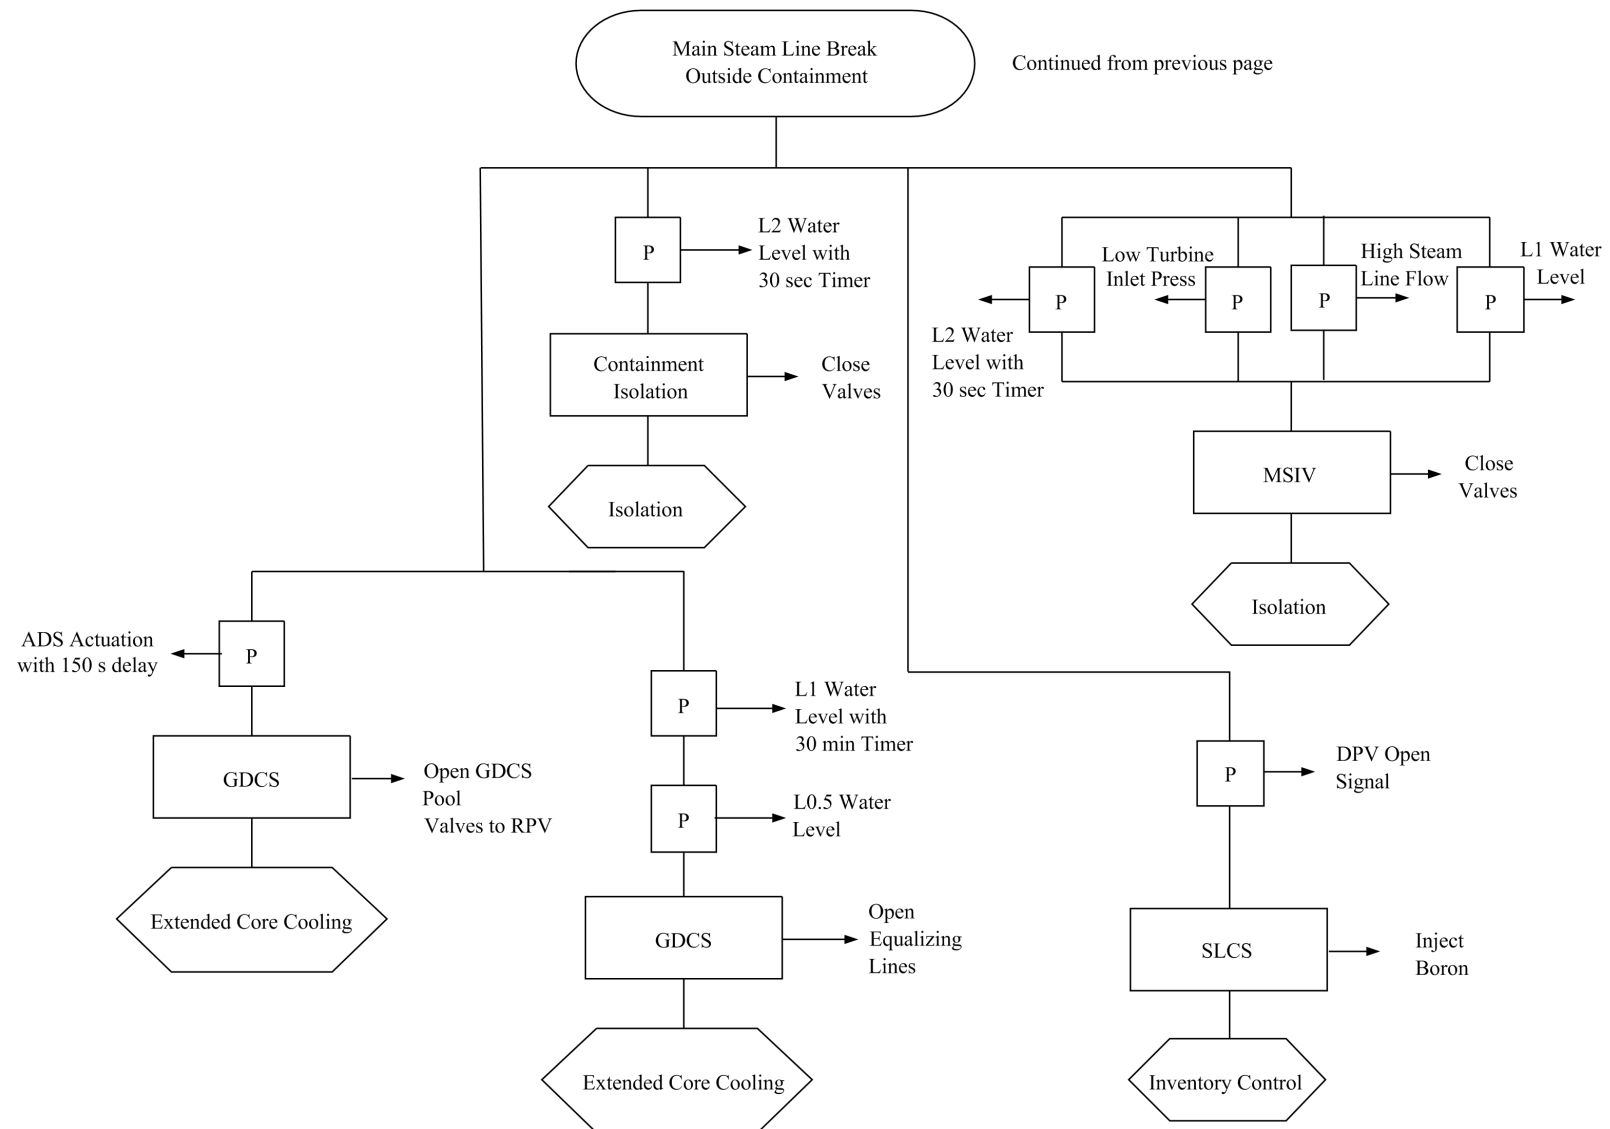 Main Steam Line Break
Outside Containment
Continued from previous page
P
L2 Water
Level with
30 sec Timer
Containment
Isolation
Close
Valves
Isolation
P
L2 Water
Level with
30 sec Timer
Low Turbine
Inlet Press
P
P
High Steam
Line Flow
P
L1 Water
Level
MSIV
Close
Valves
Isolation
ADS Actuation
with 150 s delay
P
GDCS
Open GDCS
Pool
Valves to RPV
Extended Core Cooling
P
L1 Water
Level with
30 min Timer
P
L0.5 Water
Level
GDCS
Open
Equalizing
Lines
Extended Core Cooling
P
DPV Open
Signal
SLCS
Inject
Boron
Inventory Control